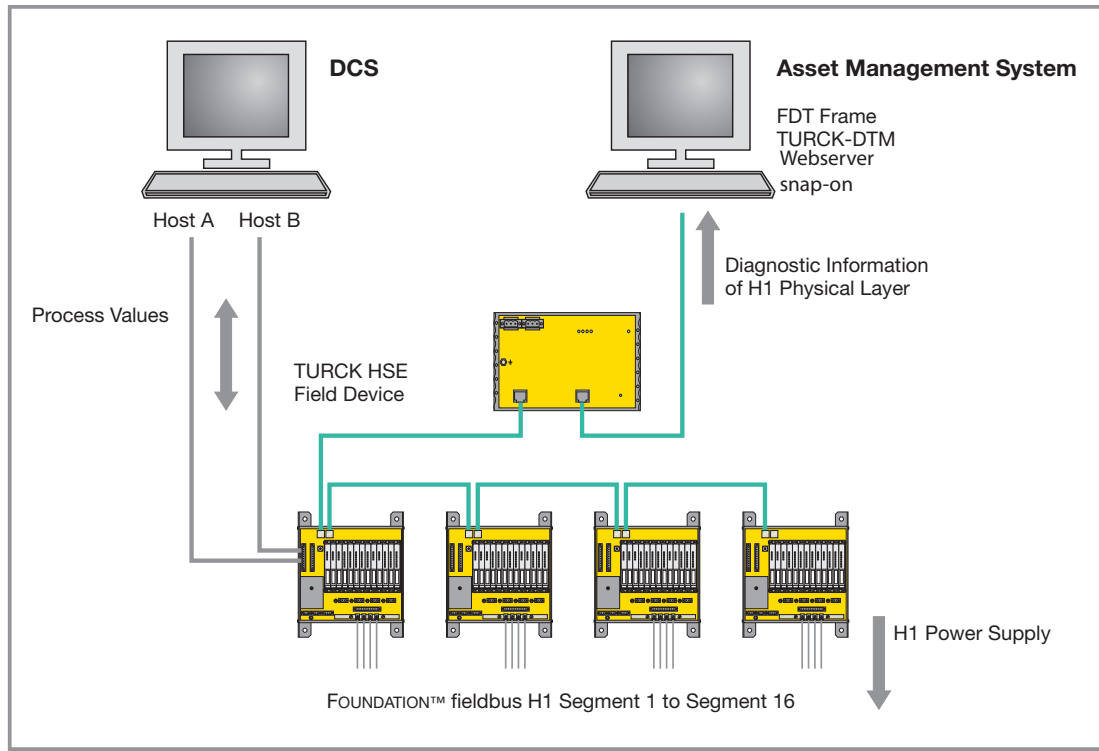 DCS
Asset Management System
FDT Frame
TURCK-DTM
Webserver
snap-on
Host A
Host B
Diagnostic Information
of H1 Physical Layer
Process Values
TURCK HSE
Field Device
H1 Power Supply
FOUNDATION™ fieldbus H1 Segment 1 to Segment 16